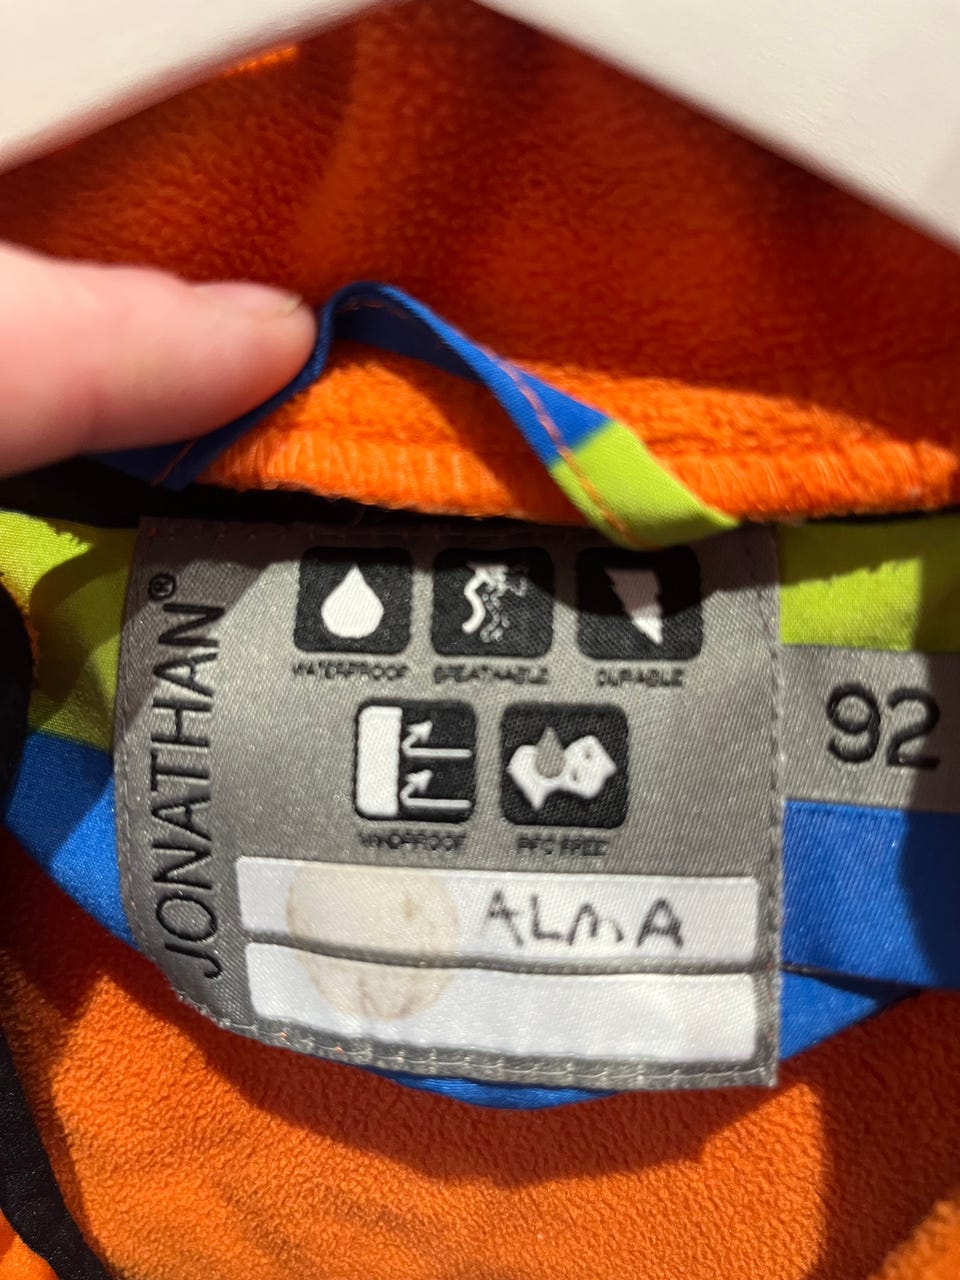 JONATHAN®
WATERPROOF BREATHABLE DURABLE
WINDPROOF PFC FREE
92
ALMA